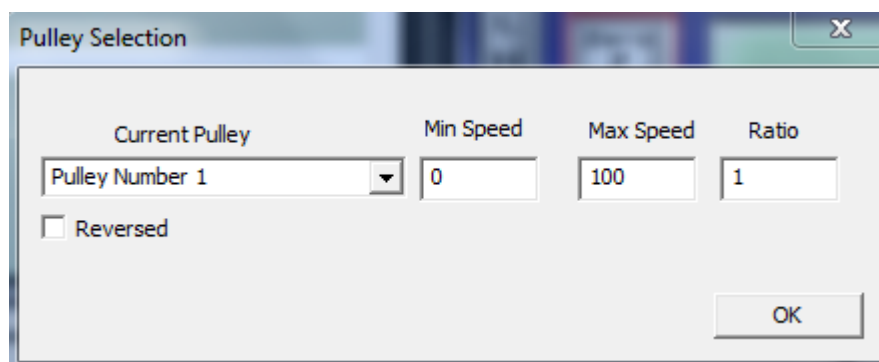 Pulley Selection
Current Pulley Min Speed Max Speed Ratio
Pulley Number 1 0 100 1
Reversed
OK